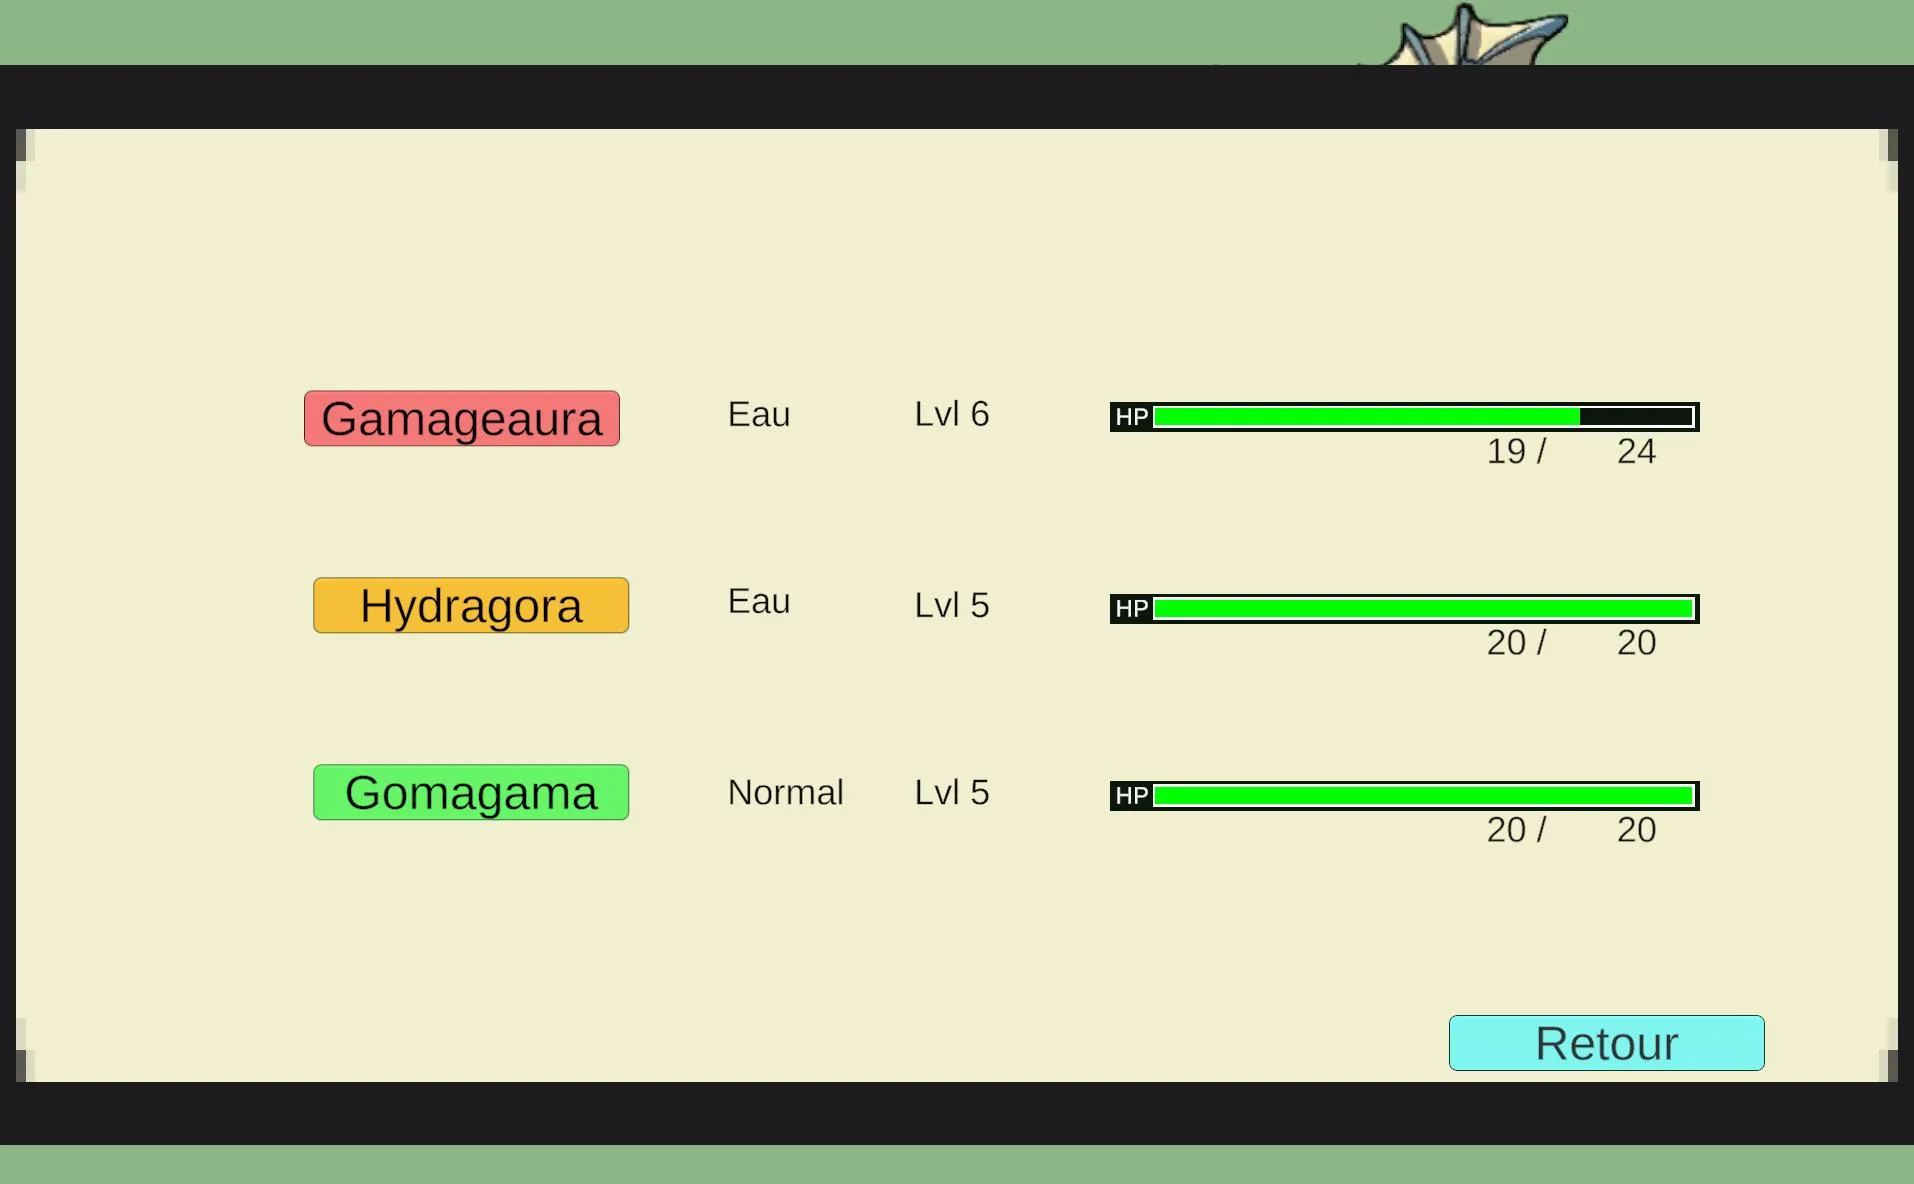 Gamageaura Eau Lvl 6 HP
19 / 24
Hydragora Eau Lvl 5 HP
20 / 20
Gomagama Normal Lvl 5 HP
20 / 20
Retour